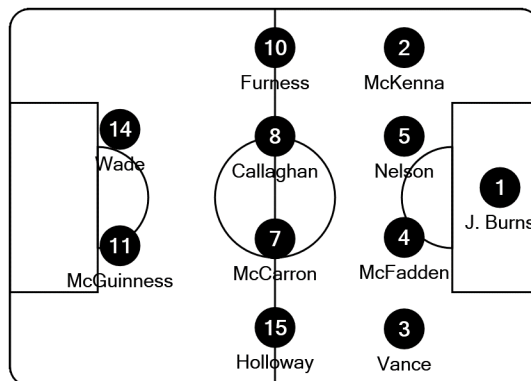 10
2
Furness
McKenna
14
8
5
Wade
Callaghan
Nelson
1
J. Burns
11
7
4
McGuinness
McCarron
McFadden
15
3
Holloway
Vance